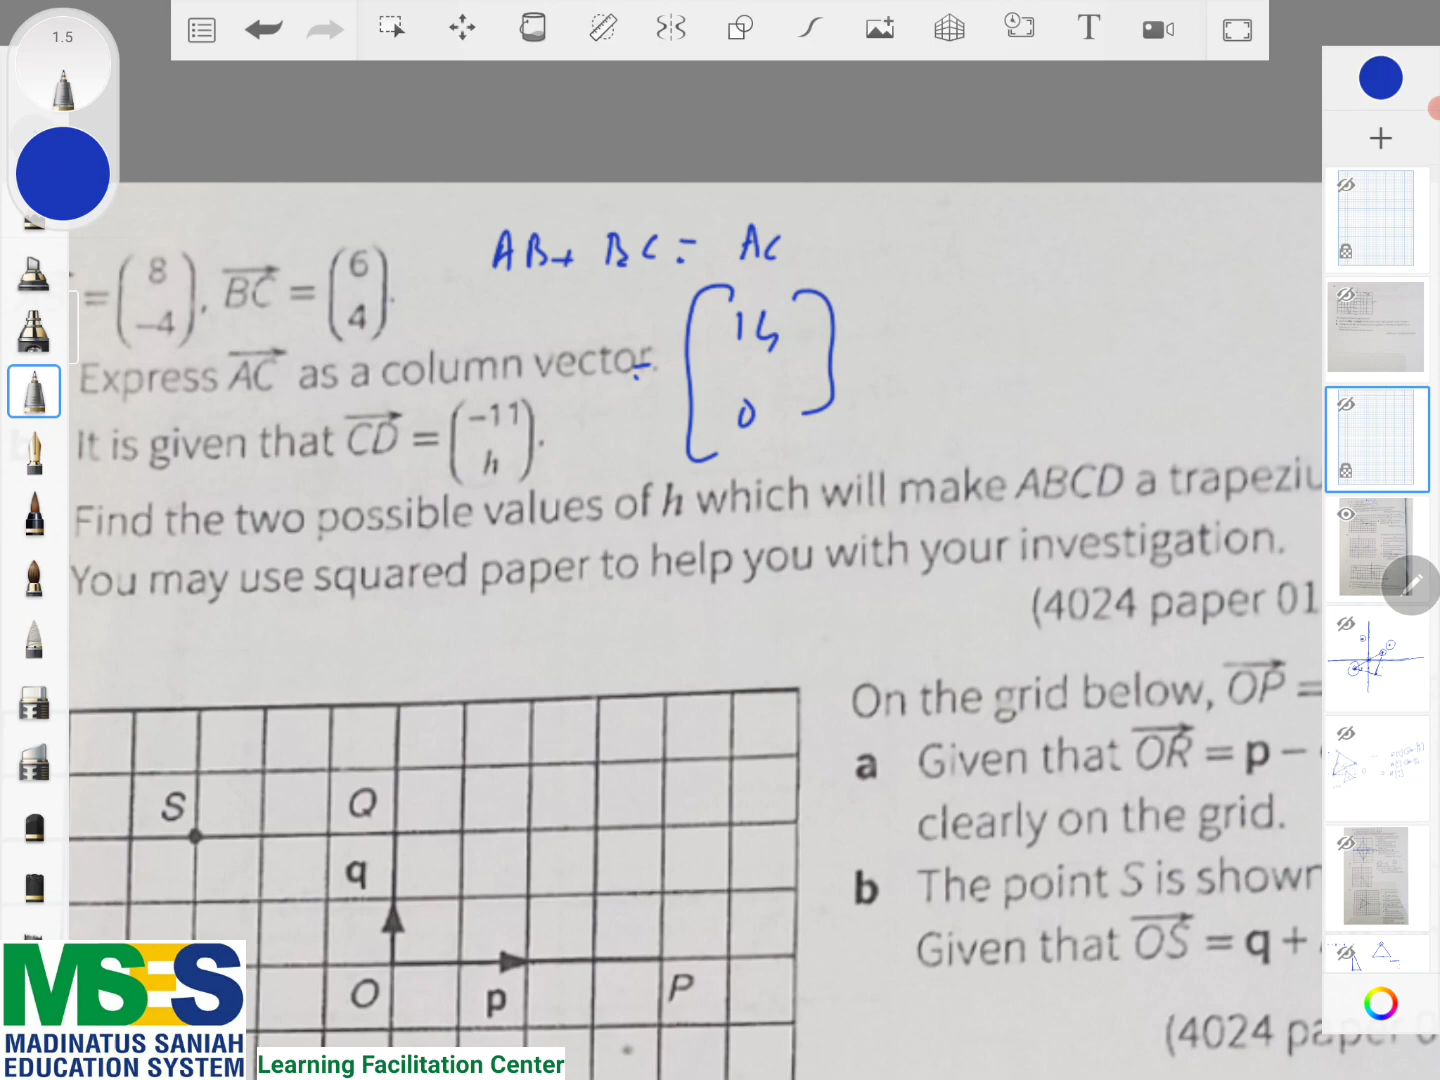 1.5
T
AB+ BC = AC
= (8 −4), BC = (6 4).
= [14 0]
Express AC as a column vector.
It is given that CD = (−11 h).
Find the two possible values of h which will make ABCD a trapeziu
You may use squared paper to help you with your investigation.
(4024 paper 01
On the grid below, OP =
a Given that OR = p −
clearly on the grid.
b The point S is shown
Given that OS = q +
(4024 paper 0
S
Q
q
O
p
P
MSES
MADINATUS SANIAH
EDUCATION SYSTEM
Learning Facilitation Center